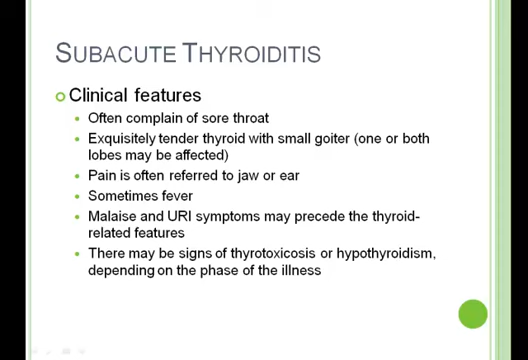 SUBACUTE THYROIDITIS
Clinical features
Often complain of sore throat
Exquisitely tender thyroid with small goiter (one or both
lobes may be affected)
Pain is often referred to jaw or ear
Sometimes fever
Malaise and URI symptoms may precede the thyroid-
related features
There may be signs of thyrotoxicosis or hypothyroidism,
depending on the phase of the illness